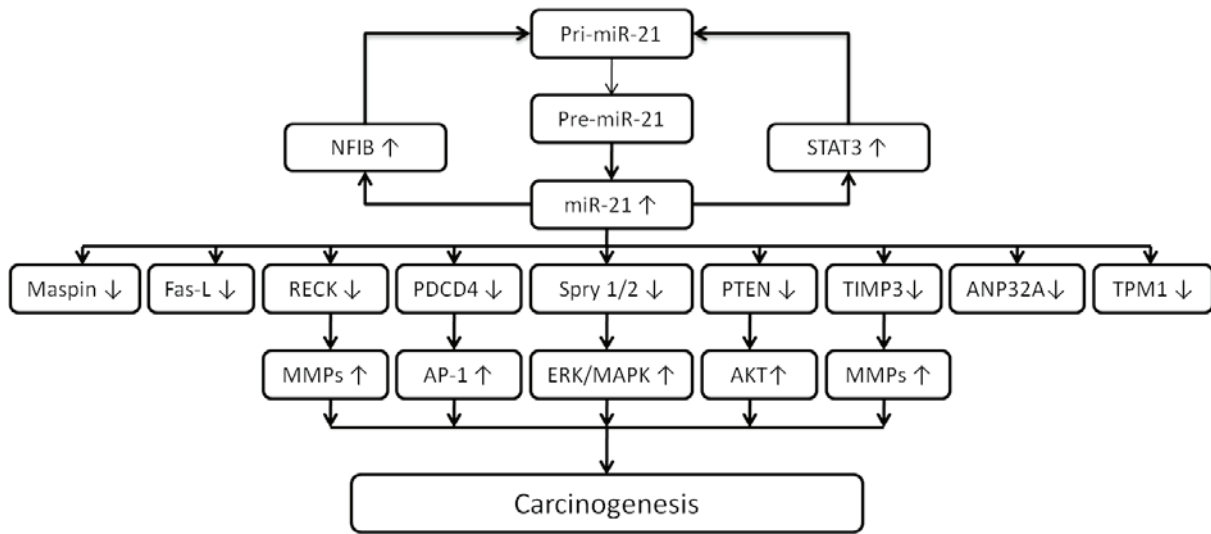 Pri-miR-21
Pre-miR-21
NFIB ↑
STAT3 ↑
miR-21 ↑
Maspin ↓
Fas-L ↓
RECK ↓
PDCD4 ↓
Spry 1/2 ↓
PTEN ↓
TIMP3↓
ANP32A↓
TPM1 ↓
MMPs ↑
AP-1 ↑
ERK/MAPK ↑
AKT↑
MMPs ↑
Carcinogenesis